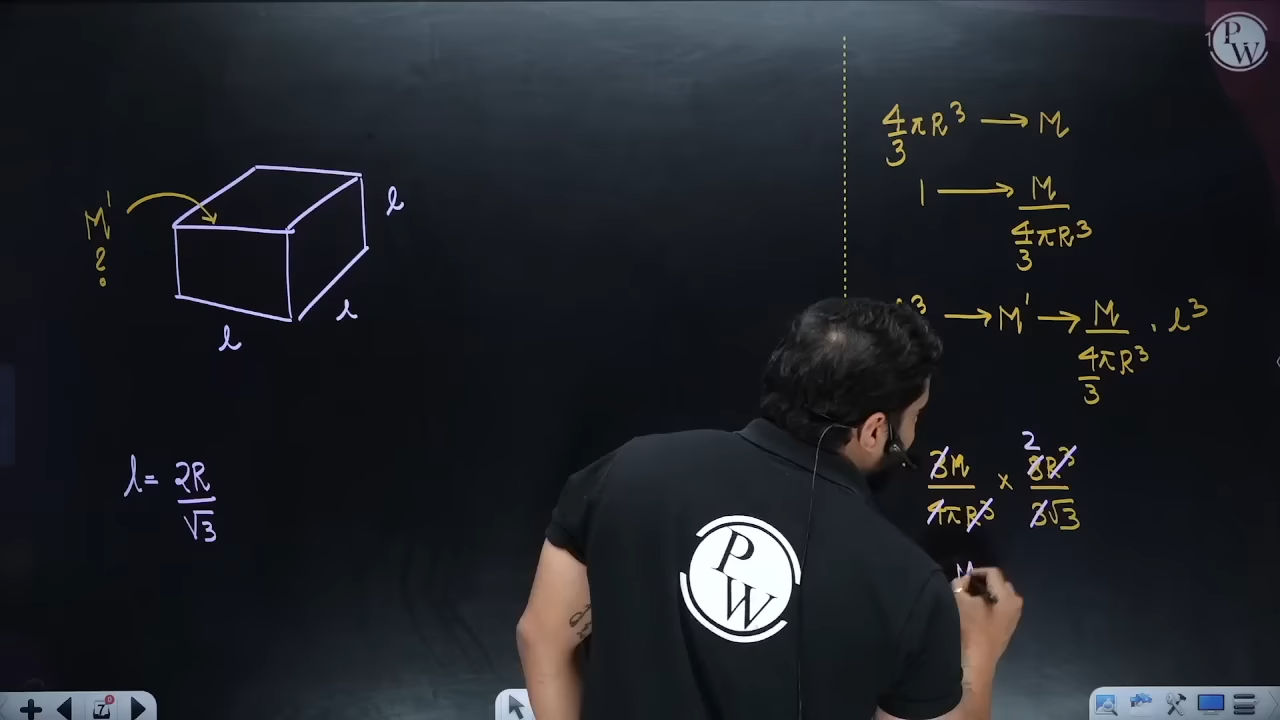 PW
4/3 πR³ → M
1 → M / (4/3 πR³)
M' ?
l
l
l
³ → M' → M / (4/3 πR³) · l³
l = 2R/√3
3M/4πR³ × 2 8R³/3√3
M
PW